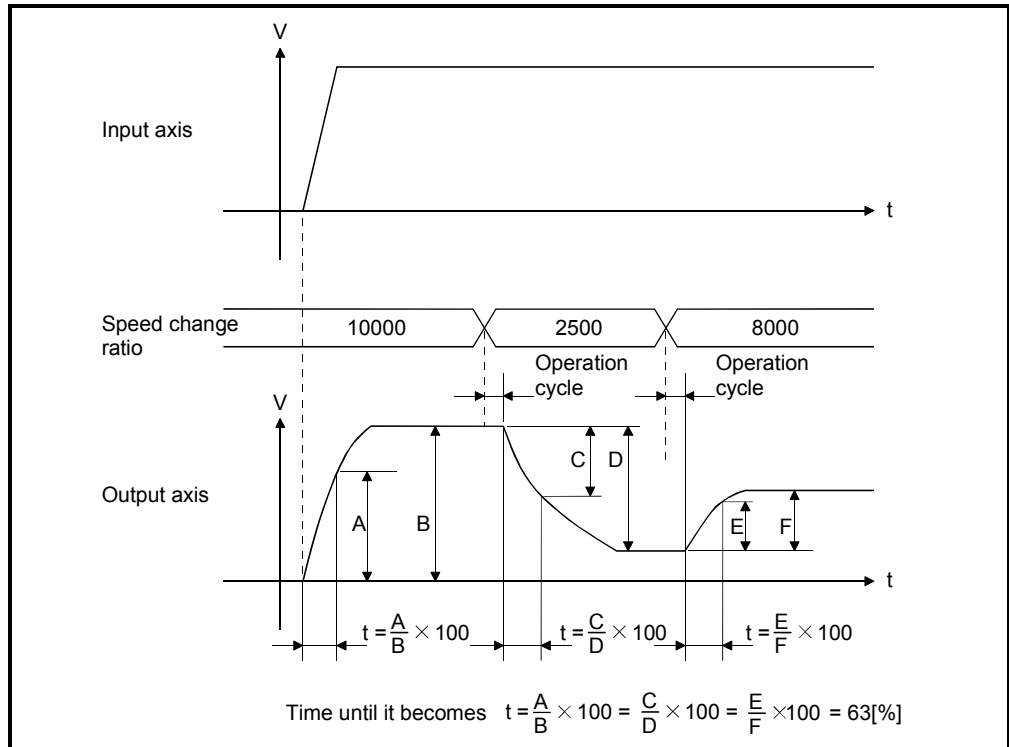 V
Input axis
t
Speed change
ratio
10000
2500
8000
Operation
cycle
Operation
cycle
V
Output axis
A
B
C
D
E
F
t
t = A/B × 100
t = C/D × 100
t = E/F × 100
Time until it becomes t = A/B × 100 = C/D × 100 = E/F ×100 = 63[%]